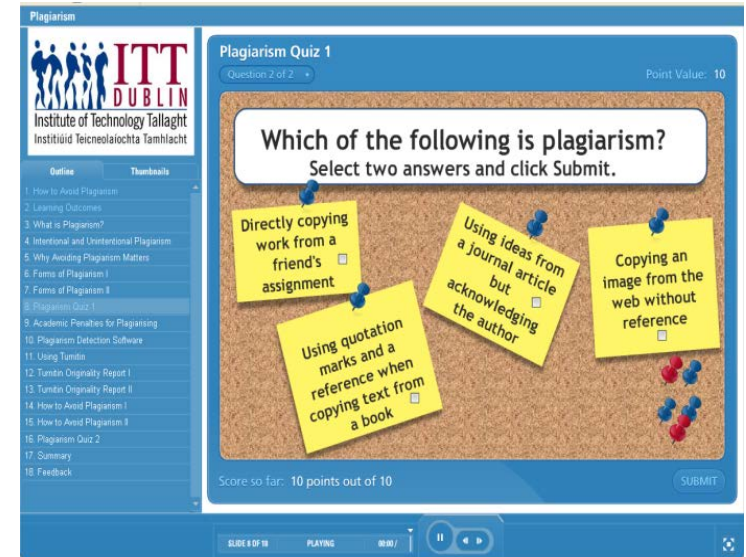 Plagiarism
ITT
DUBLIN
Institute of Technology Tallaght
Institiúid Teicneolaíochta Tamhlacht
Outline
Thumbnails
1. How to Avoid Plagiarism
2. Learning Outcomes
3. What is Plagiarism?
4. Intentional and Unintentional Plagiarism
5. Why Avoiding Plagiarism Matters
6. Forms of Plagiarism I
7. Forms of Plagiarism II
8. Plagiarism Quiz 1
9. Academic Penalties for Plagiarising
10. Plagiarism Detection Software
11. Using Turnitin
12. Turnitin Originality Report I
13. Turnitin Originality Report II
14. How to Avoid Plagiarism I
15. How to Avoid Plagiarism II
16. Plagiarism Quiz 2
17. Summary
18. Feedback
Plagiarism Quiz 1
Question 2 of 2
Point Value: 10
Which of the following is plagiarism?
Select two answers and click Submit.
Directly copying
work from a
friend's
assignment
Using quotation
marks and a
reference when
copying text from
a book
Using ideas from
a journal article
but
acknowledging
the author
Copying an
image from the
web without
reference
Score so far: 10 points out of 10
SUBMIT
SLIDE 8 OF 18
PLAYING
00:00 /